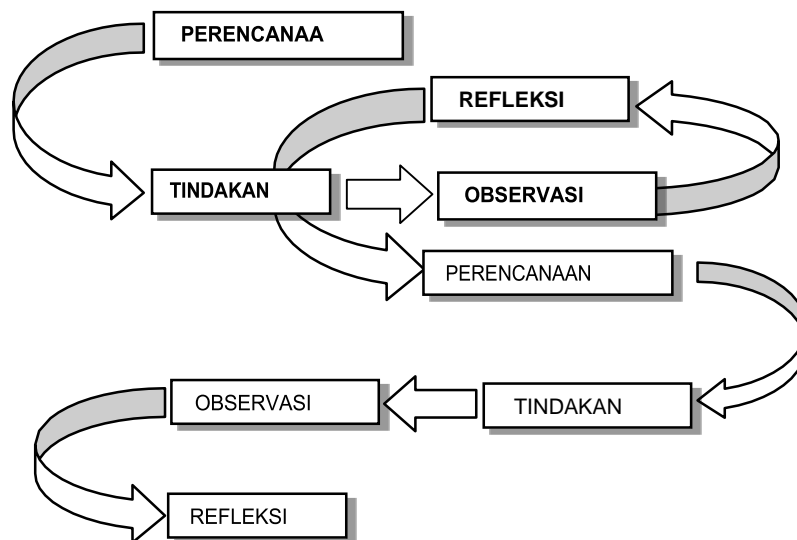 PERENCANAA
REFLEKSI
TINDAKAN
OBSERVASI
PERENCANAAN
OBSERVASI
TINDAKAN
REFLEKSI